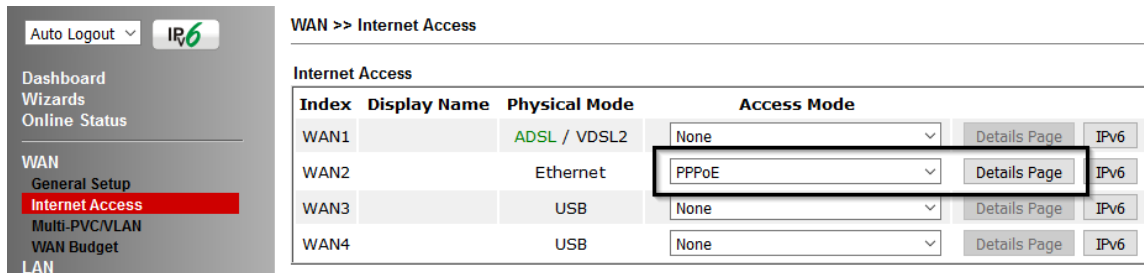 Auto Logout IPv6
Dashboard
Wizards
Online Status
WAN
General Setup
Internet Access
Multi-PVC/VLAN
WAN Budget
LAN
WAN >> Internet Access
Internet Access
Index Display Name Physical Mode Access Mode
WAN1 ADSL / VDSL2 None Details Page IPv6
WAN2 Ethernet PPPoE Details Page IPv6
WAN3 USB None Details Page IPv6
WAN4 USB None Details Page IPv6